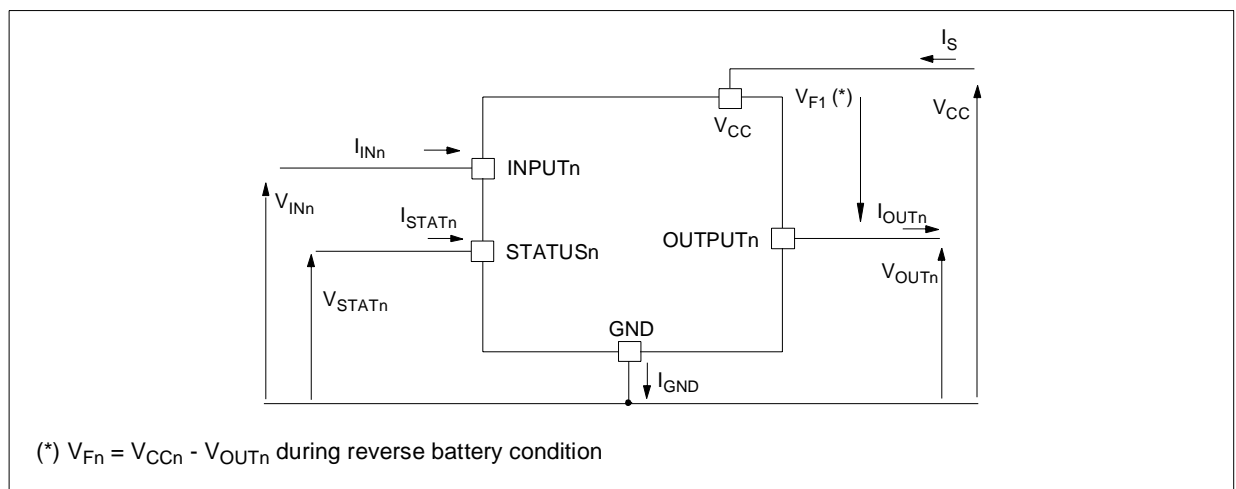 I_S
V_F1 (*)
V_CC
V_CC
I_INn
INPUTn
V_INn
I_STATn
I_OUTn
OUTPUTn
STATUSn
V_OUTn
V_STATn
GND
I_GND
(*) V_Fn = V_CCn - V_OUTn during reverse battery condition